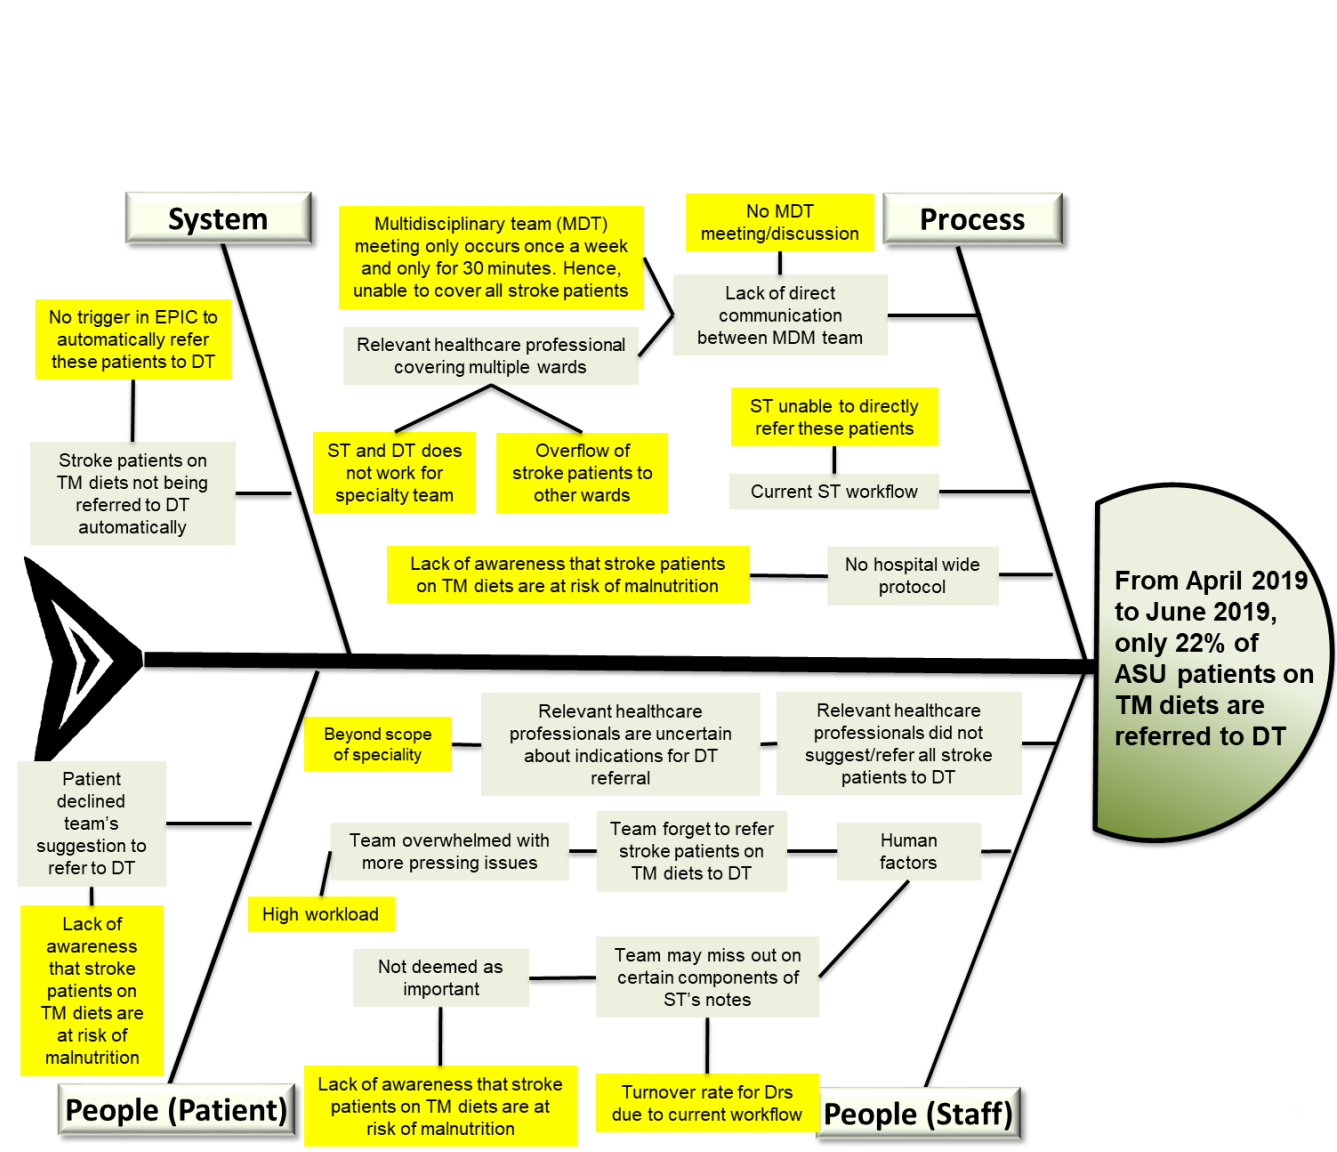 System
No trigger in EPIC to
automatically refer
these patients to DT
Stroke patients on
TM diets not being
referred to DT
automatically
Process
Multidisciplinary team (MDT)
meeting only occurs once a week
and only for 30 minutes. Hence,
unable to cover all stroke patients
No MDT
meeting/discussion
Lack of direct
communication
between MDM team
Relevant healthcare professional
covering multiple wards
ST and DT does
not work for
specialty team
Overflow of
stroke patients to
other wards
ST unable to directly
refer these patients
Current ST workflow
Lack of awareness that stroke patients
on TM diets are at risk of malnutrition
No hospital wide
protocol
From April 2019
to June 2019,
only 22% of
ASU patients on
TM diets are
referred to DT
Patient
declined
team's
suggestion to
refer to DT
Lack of
awareness
that stroke
patients on
TM diets are
at risk of
malnutrition
People (Patient)
Beyond scope
of speciality
Relevant healthcare
professionals are uncertain
about indications for DT
referral
Relevant healthcare
professionals did not
suggest/refer all stroke
patients to DT
Team overwhelmed with
more pressing issues
Team forget to refer
stroke patients on
TM diets to DT
Human
factors
High workload
Not deemed as
important
Team may miss out on
certain components of
ST's notes
Lack of awareness that stroke
patients on TM diets are at
risk of malnutrition
Turnover rate for Drs
due to current workflow
People (Staff)